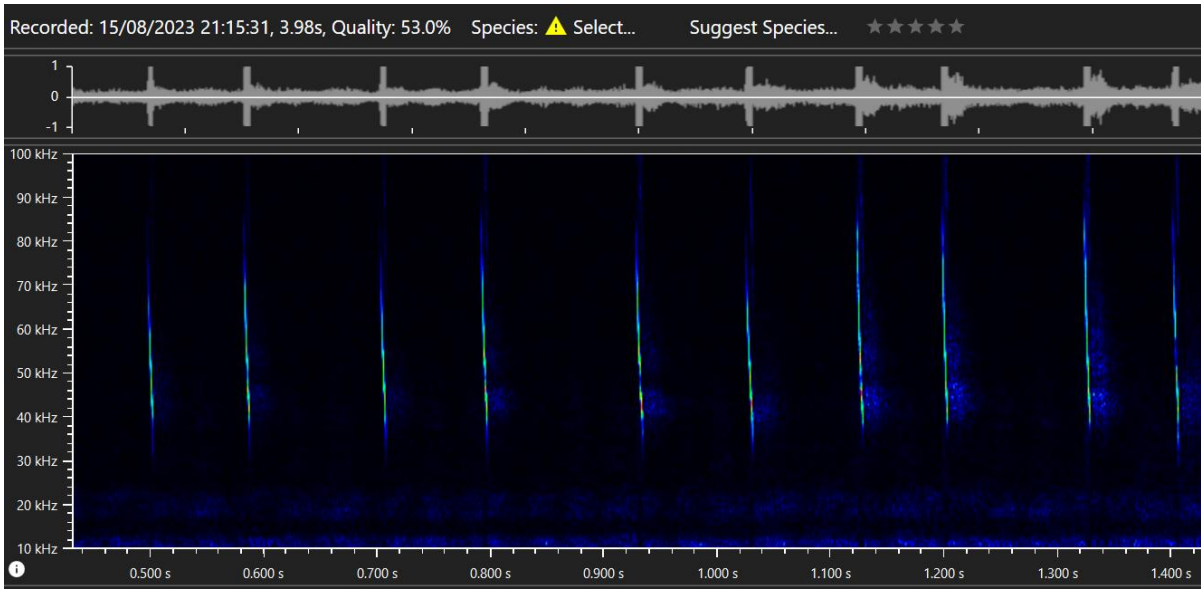 Recorded: 15/08/2023 21:15:31, 3.98s, Quality: 53.0% Species: Select... Suggest Species...
1
0
-1
100 kHz
90 kHz
80 kHz
70 kHz
60 kHz
50 kHz
40 kHz
30 kHz
20 kHz
10 kHz
0.500 s 0.600 s 0.700 s 0.800 s 0.900 s 1.000 s 1.100 s 1.200 s 1.300 s 1.400 s